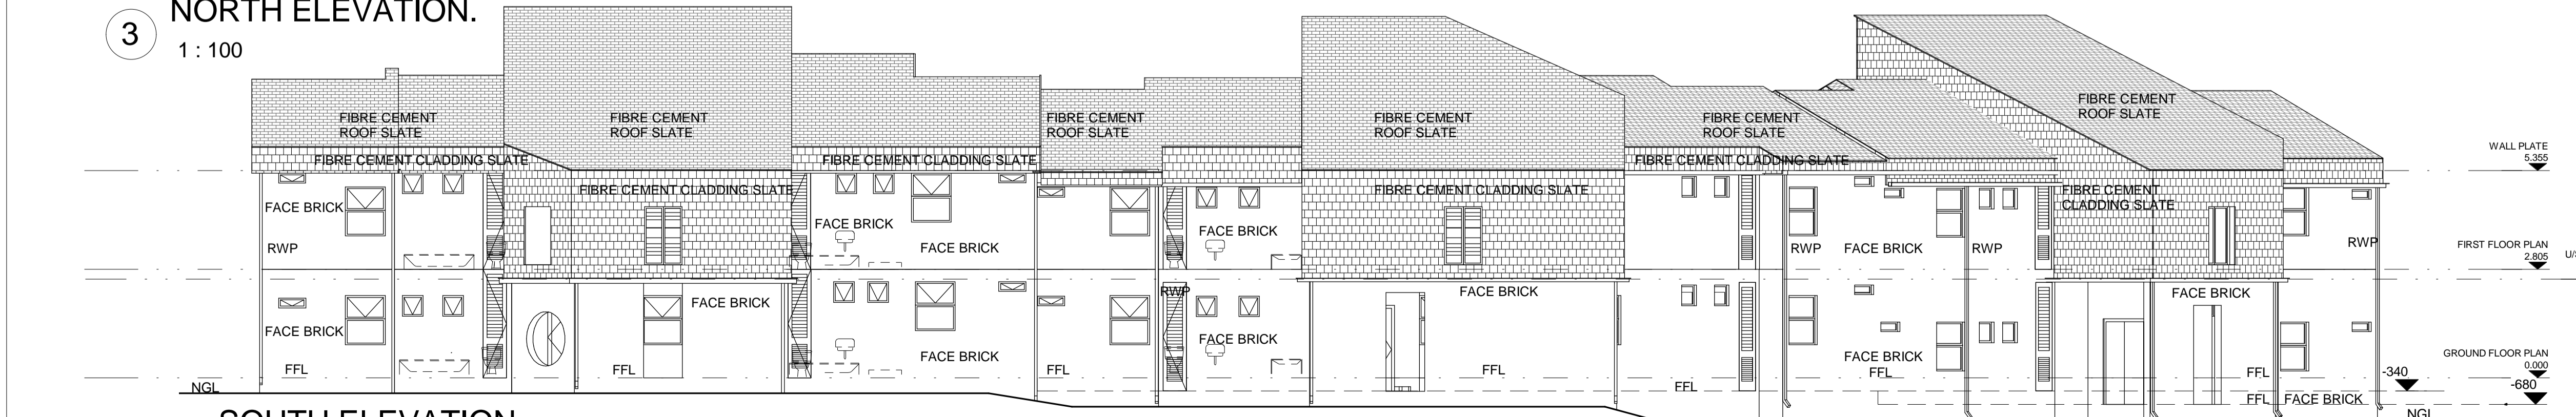 3
NORTH ELEVATION.
1 : 100
FIBRE CEMENT
ROOF SLATE
FIBRE CEMENT
ROOF SLATE
FIBRE CEMENT
ROOF SLATE
FIBRE CEMENT
ROOF SLATE
FIBRE CEMENT
ROOF SLATE
FIBRE CEMENT
ROOF SLATE
FIBRE CEMENT CLADDING SLATE
FIBRE CEMENT CLADDING SLATE
FIBRE CEMENT CLADDING SLATE
FIBRE CEMENT CLADDING SLATE
FIBRE CEMENT CLADDING SLATE
FIBRE CEMENT
CLADDING SLATE
WALL PLATE
5.355
FACE BRICK
FACE BRICK
FACE BRICK
FACE BRICK
RWP
RWP
FACE BRICK
RWP
RWP
FIRST FLOOR PLAN
2.805
U/S
FACE BRICK
RWP
FACE BRICK
FACE BRICK
FACE BRICK
FACE BRICK
FACE BRICK
FACE BRICK
FFL
FFL
FFL
FFL
FFL
FFL
FFL
GROUND FLOOR PLAN
0.000
-340
-680
NGL
FFL
FACE BRICK
NGL
SOUTH ELEVATION